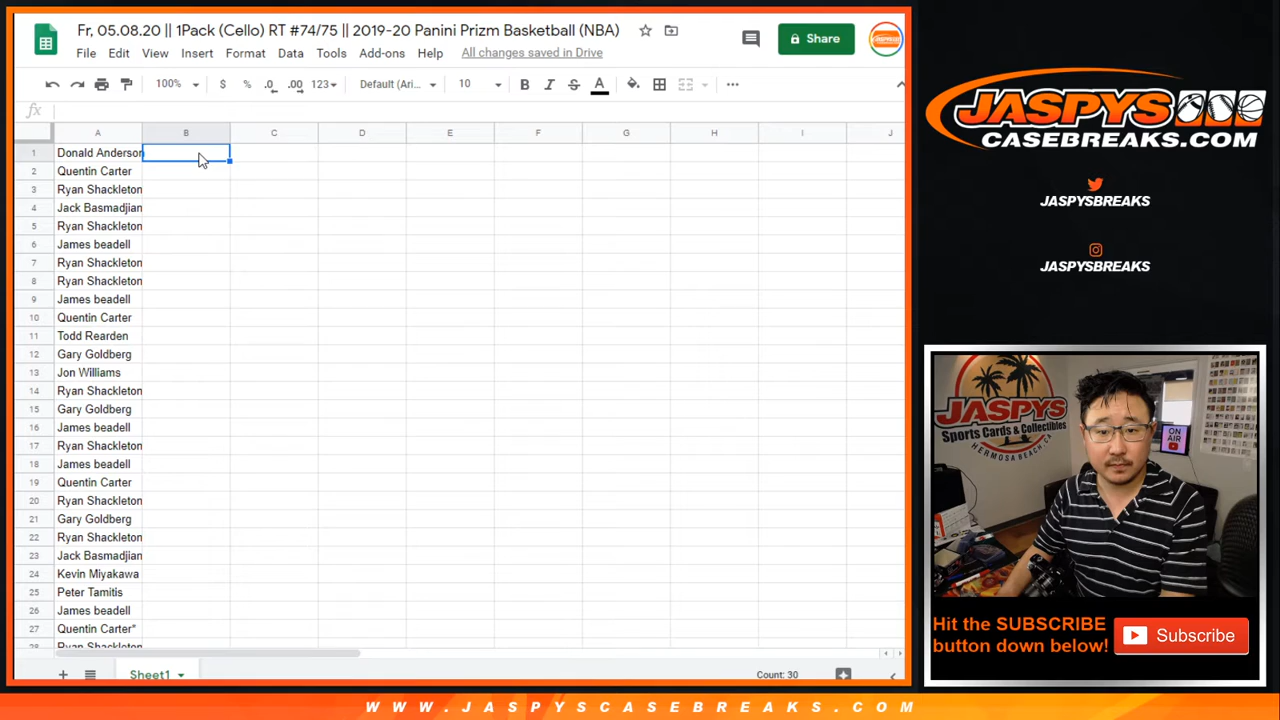 Fr, 05.08.20 || 1Pack (Cello) RT #74/75 || 2019-20 Panini Prizm Basketball (NBA)
File Edit View Insert Format Data Tools Add-ons Help All changes saved in Drive
Share
100% $ % .0 .00 123 Default (Ari... 10 B I S A
fx
A B C D E F G H I J
1 Donald Anderson
2 Quentin Carter
3 Ryan Shackleton
4 Jack Basmadjian
5 Ryan Shackleton
6 James beadell
7 Ryan Shackleton
8 Ryan Shackleton
9 James beadell
10 Quentin Carter
11 Todd Rearden
12 Gary Goldberg
13 Jon Williams
14 Ryan Shackleton
15 Gary Goldberg
16 James beadell
17 Ryan Shackleton
18 James beadell
19 Quentin Carter
20 Ryan Shackleton
21 Gary Goldberg
22 Ryan Shackleton
23 Jack Basmadjian
24 Kevin Miyakawa
25 Peter Tamitis
26 James beadell
27 Quentin Carter"
28 Ryan Shackleton
Sheet1
Count: 30
JASPYS
CASEBREAKS.COM
JASPYSBREAKS
JASPYSBREAKS
JASPYS
Sports Cards & Collectibles
HERMOSA BEACH, CA
ON AIR
Hit the SUBSCRIBE
button down below!
Subscribe
WWW.JASPYSCASEBREAKS.COM